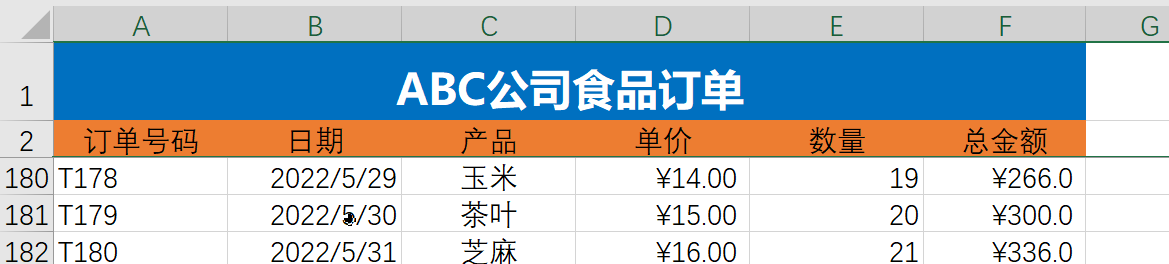 A B C D E F G
1 ABC公司食品订单
2 订单号码 日期 产品 单价 数量 总金额
180 T178 2022/5/29 玉米 ¥14.00 19 ¥266.0
181 T179 2022/5/30 茶叶 ¥15.00 20 ¥300.0
182 T180 2022/5/31 芝麻 ¥16.00 21 ¥336.0